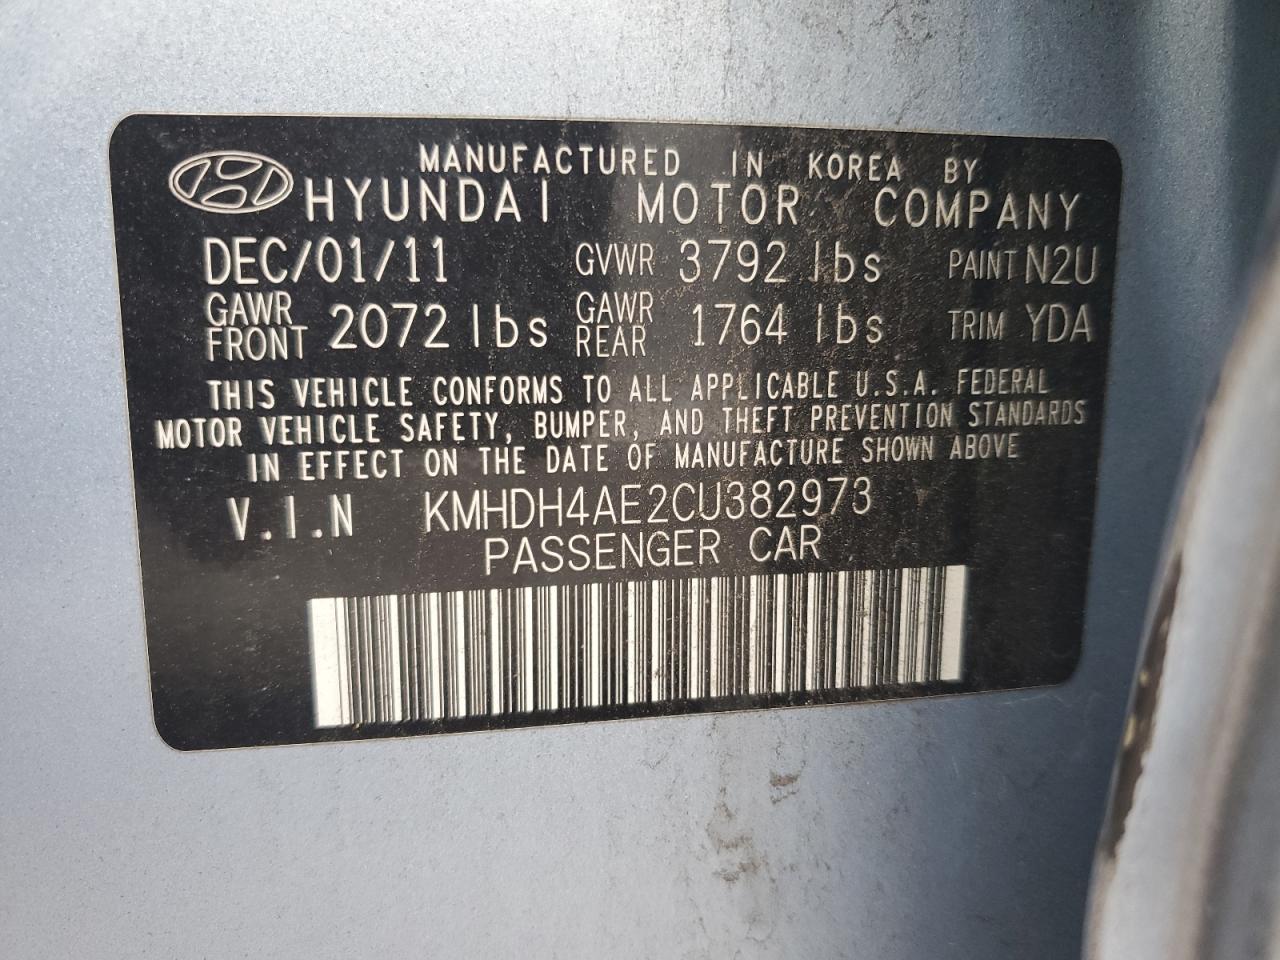 MANUFACTURED IN KOREA BY
HYUNDAI MOTOR COMPANY
DEC/01/11 GVWR 3792 lbs PAINT N2U
GAWR FRONT 2072 lbs GAWR REAR 1764 lbs TRIM YDA
THIS VEHICLE CONFORMS TO ALL APPLICABLE U.S.A. FEDERAL
MOTOR VEHICLE SAFETY, BUMPER, AND THEFT PREVENTION STANDARDS
IN EFFECT ON THE DATE OF MANUFACTURE SHOWN ABOVE
V.I.N KMHDH4AE2CU382973
PASSENGER CAR